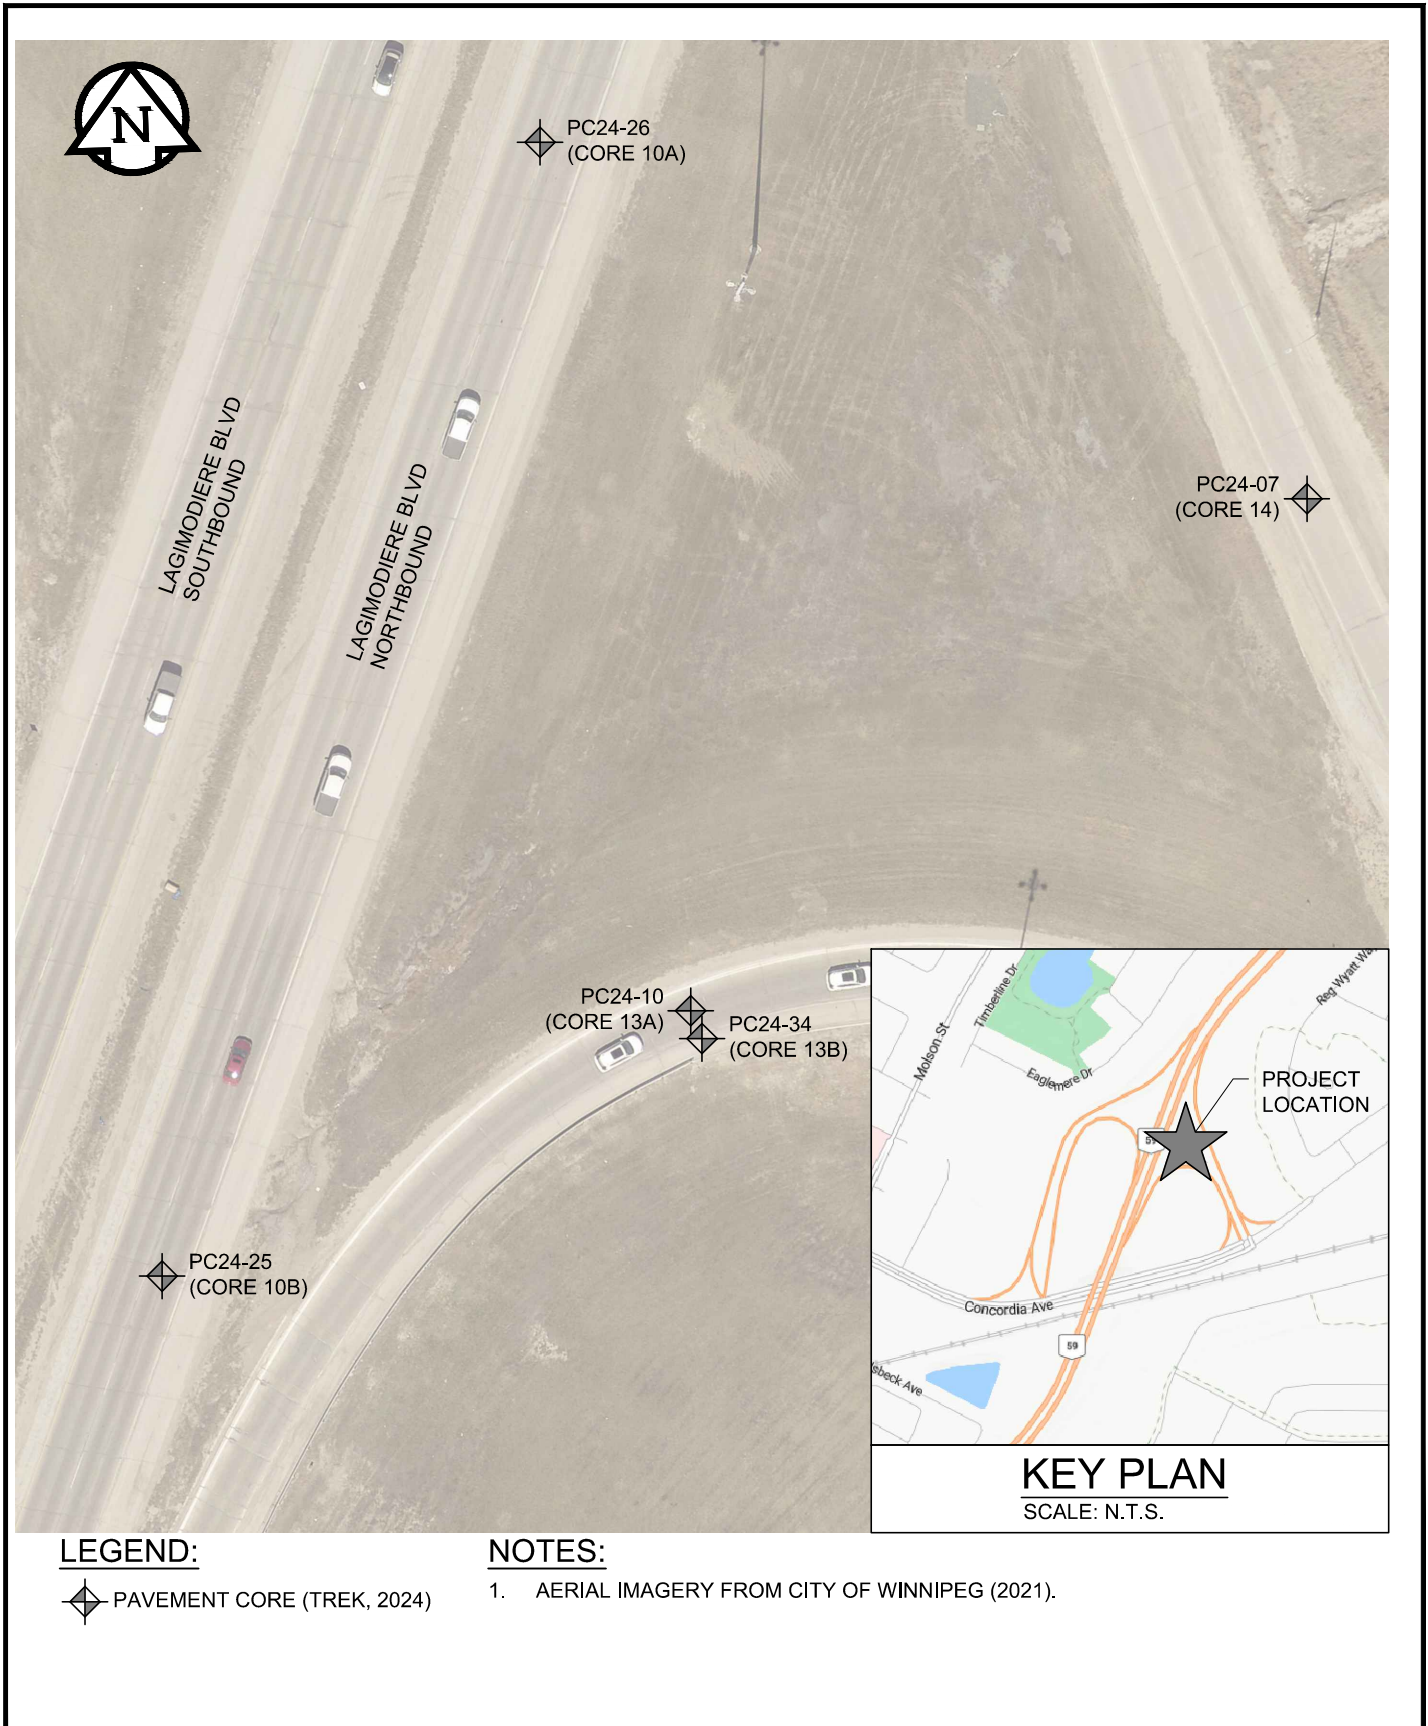 N
PC24-26
(CORE 10A)
LAGIMODIERE BLVD
SOUTHBOUND
LAGIMODIERE BLVD
NORTHBOUND
PC24-07
(CORE 14)
PC24-10
(CORE 13A)
PC24-34
(CORE 13B)
PC24-25
(CORE 10B)
Molson St
Timberline Dr
Eaglemere Dr
Reg Wyatt
PROJECT
LOCATION
59
Concordia Ave
59
sbeck Ave
KEY PLAN
SCALE: N.T.S.
LEGEND:
PAVEMENT CORE (TREK, 2024)
NOTES:
1. AERIAL IMAGERY FROM CITY OF WINNIPEG (2021).